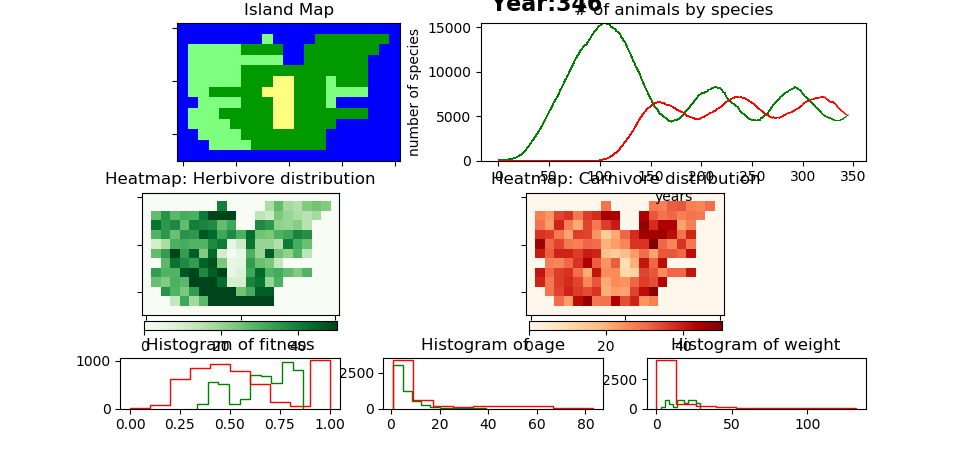 Year:346
Island Map
# of animals by species
number of species
15000
10000
5000
0
0 50 100 150 200 250 300 350
years
Heatmap: Herbivore distribution
Heatmap: Carnivore distribution
0 20 40
0 20 40
Histogram of fitness
Histogram of age
Histogram of weight
1000
0
0.00 0.25 0.50 0.75 1.00
2500
0
0 20 40 60 80
2500
0
0 50 100